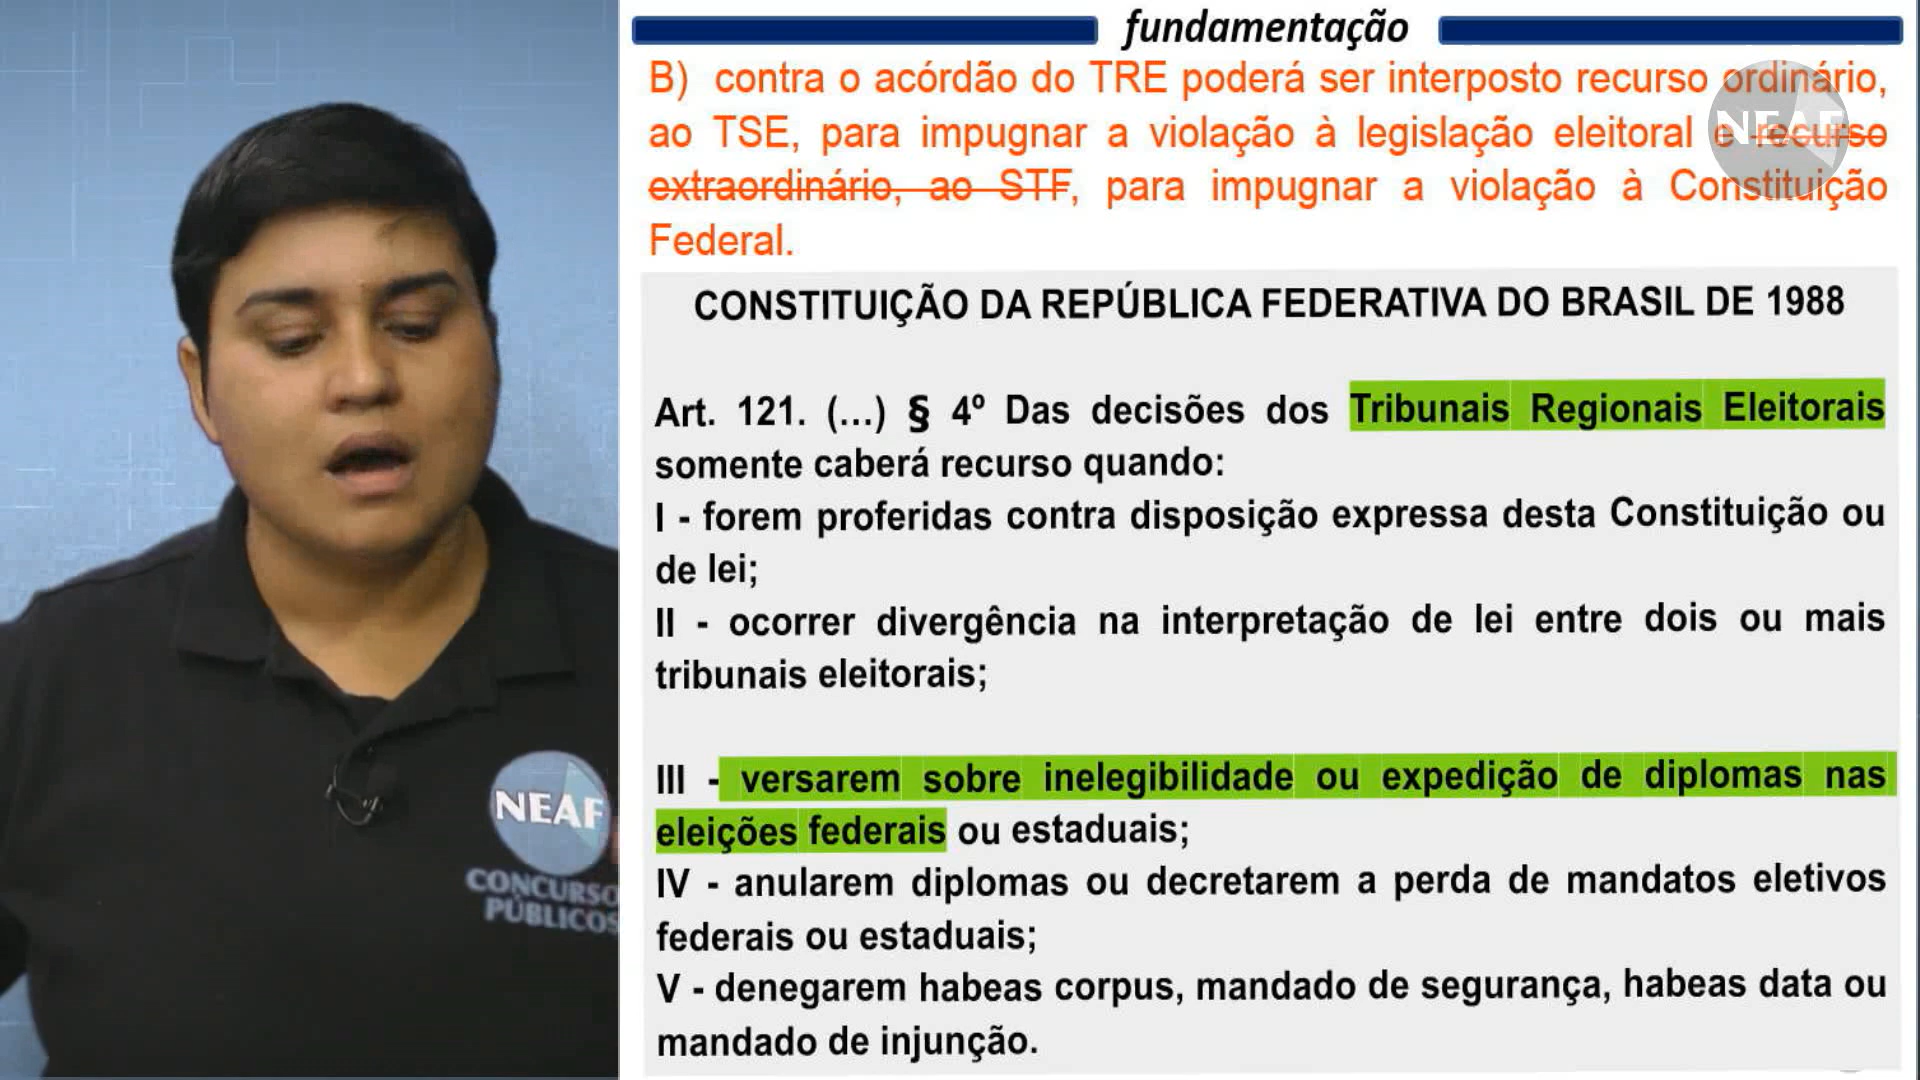 fundamentação
B) contra o acórdão do TRE poderá ser interposto recurso ordinário,
ao TSE, para impugnar a violação à legislação eleitoral e recurso
extraordinário, ao STF, para impugnar a violação à Constituição
Federal.
NEAF
CONSTITUIÇÃO DA REPÚBLICA FEDERATIVA DO BRASIL DE 1988
Art. 121. (...) § 4º Das decisões dos Tribunais Regionais Eleitorais
somente caberá recurso quando:
I - forem proferidas contra disposição expressa desta Constituição ou
de lei;
II - ocorrer divergência na interpretação de lei entre dois ou mais
tribunais eleitorais;
III - versarem sobre inelegibilidade ou expedição de diplomas nas
eleições federais ou estaduais;
IV - anularem diplomas ou decretarem a perda de mandatos eletivos
federais ou estaduais;
V - denegarem habeas corpus, mandado de segurança, habeas data ou
mandado de injunção.
NEAF
CONCURSO
PÚBLICOS